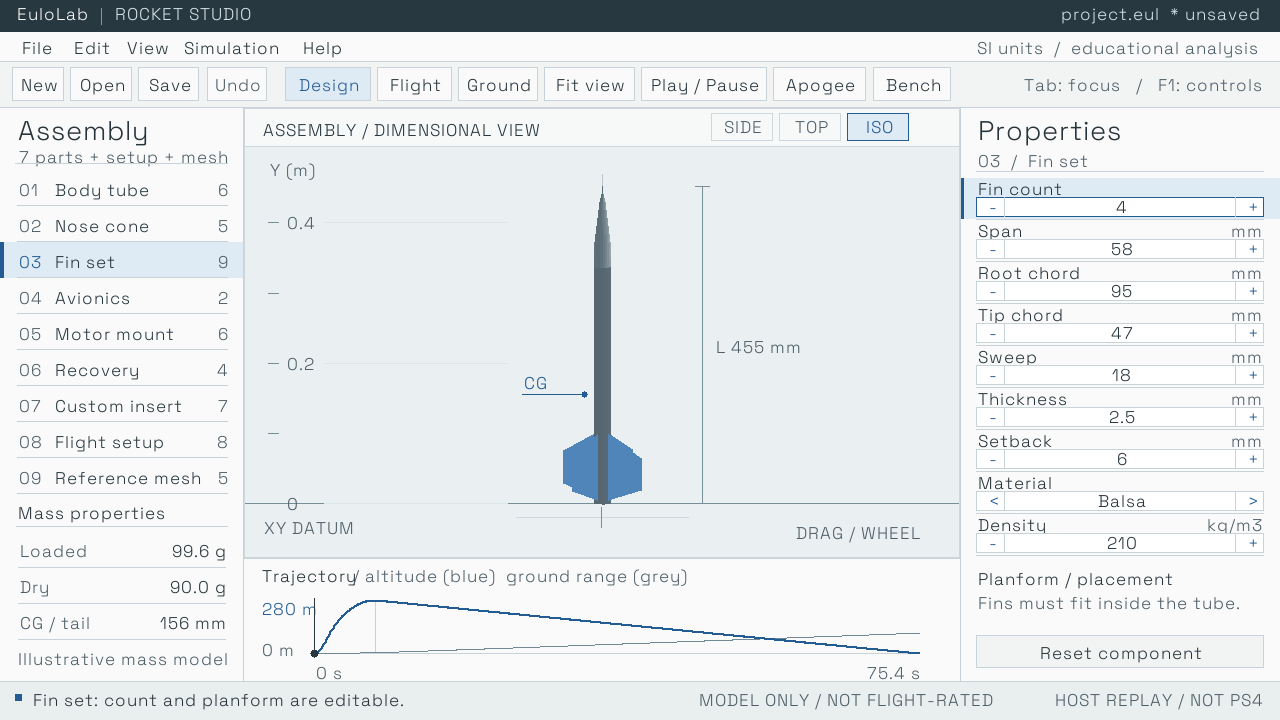 EuloLab | ROCKET STUDIO
project.eul * unsaved
File Edit View Simulation Help
SI units / educational analysis
New Open Save Undo Design Flight Ground Fit view Play / Pause Apogee Bench
Tab: focus / F1: controls
Assembly
7 parts + setup + mesh
01 Body tube 6
02 Nose cone 5
03 Fin set 9
04 Avionics 2
05 Motor mount 6
06 Recovery 4
07 Custom insert 7
08 Flight setup 8
09 Reference mesh 5
Mass properties
Loaded 99.6 g
Dry 90.0 g
CG / tail 156 mm
Illustrative mass model
ASSEMBLY / DIMENSIONAL VIEW
SIDE TOP ISO
Y (m)
0.4
0.2
0
CG
L 455 mm
XY DATUM
DRAG / WHEEL
Trajectory / altitude (blue) ground range (grey)
280 m
0 m
0 s
75.4 s
Properties
03 / Fin set
Fin count
- 4 +
Span mm
- 58 +
Root chord mm
- 95 +
Tip chord mm
- 47 +
Sweep mm
- 18 +
Thickness mm
- 2.5 +
Setback mm
- 6 +
Material
< Balsa >
Density kg/m3
- 210 +
Planform / placement
Fins must fit inside the tube.
Reset component
Fin set: count and planform are editable.
MODEL ONLY / NOT FLIGHT-RATED
HOST REPLAY / NOT PS4